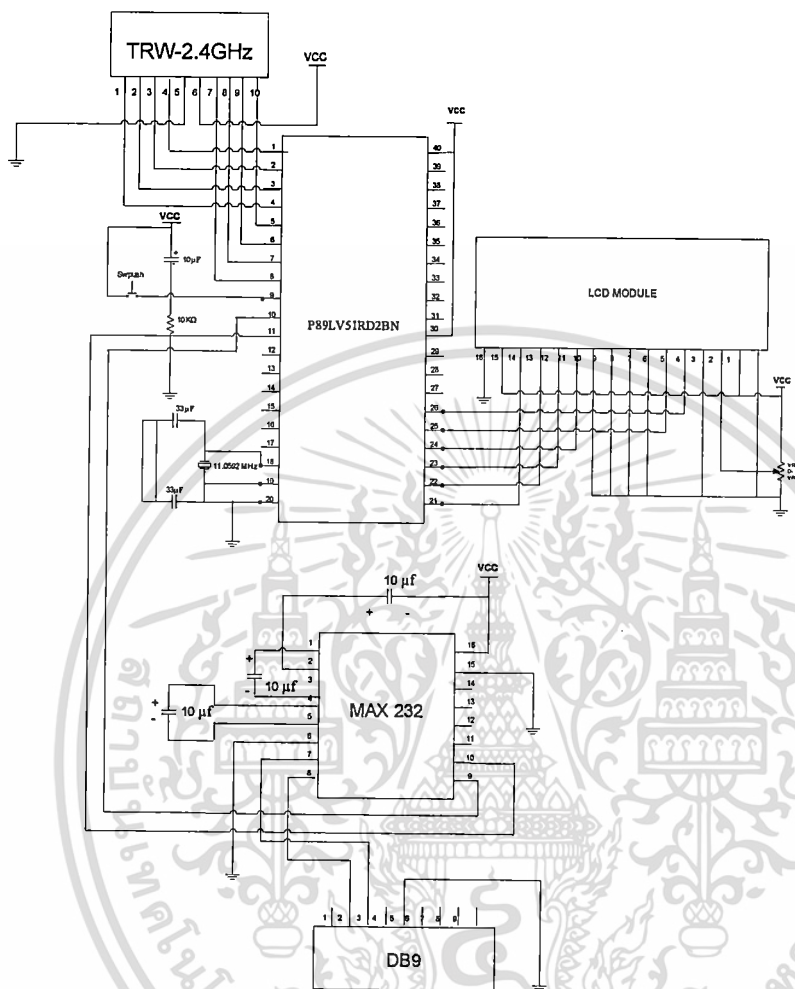 TRW-2.4GHz
1 2 3 4 5 6 7 8 9 10
VCC
VCC
1
2
3
4
5
6
7
8
9
10
11
12
13
14
15
16
17
18
19
20
P89LV51RD2BN
40
39
38
37
36
35
34
33
32
31
30
29
28
27
26
25
24
23
22
21
VCC
10µF
10KΩ
33µF
11.0592 MHz
33µF
LCD MODULE
16 15 14 13 12 11 10 9 8 7 6 5 4 3 2 1
VCC
10 µf
+ -
VCC
+
10 µf
-
+
10 µf
-
1
2
3
4
5
6
7
8
MAX 232
16
15
14
13
12
11
10
9
1 2 3 4 5 6 7 8 9
DB9